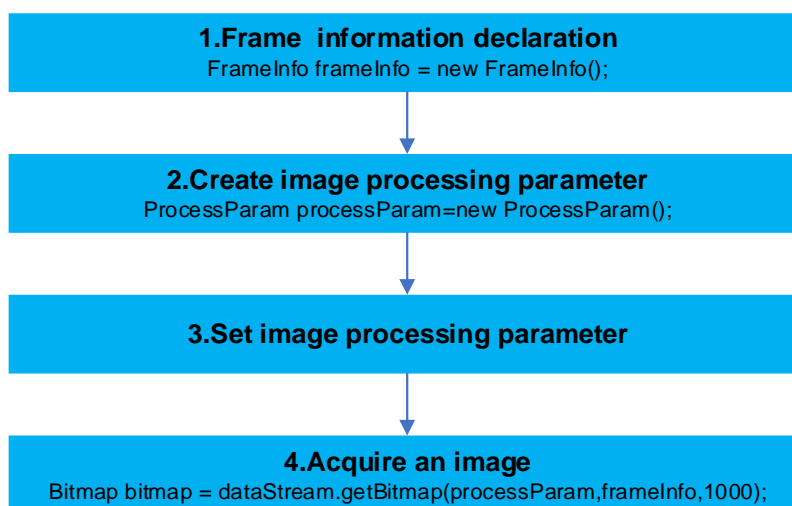 1.Frame  information declaration
FrameInfo frameInfo = new FrameInfo();
2.Create image processing parameter
ProcessParam processParam=new ProcessParam();
3.Set image processing parameter
4.Acquire an image
Bitmap bitmap = dataStream.getBitmap(processParam,frameInfo,1000);